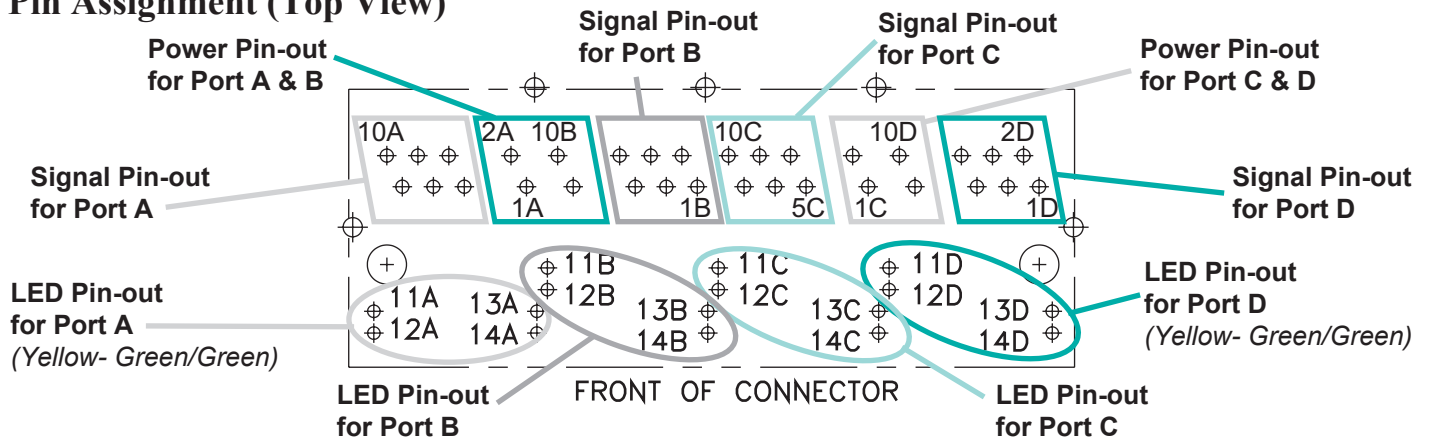 Pin Assignment (Top View)
Power Pin-out
for Port A & B
Signal Pin-out
for Port B
Signal Pin-out
for Port C
Power Pin-out
for Port C & D
10A
2A 10B
10C
10D
2D
Signal Pin-out
for Port A
1A
1B
5C
1C
1D
Signal Pin-out
for Port D
11B
12B
11C
12C
11D
12D
LED Pin-out
for Port A
(Yellow- Green/Green)
11A
12A
13A
14A
13B
14B
13C
14C
13D
14D
LED Pin-out
for Port D
(Yellow- Green/Green)
LED Pin-out
for Port B
FRONT OF CONNECTOR
LED Pin-out
for Port C